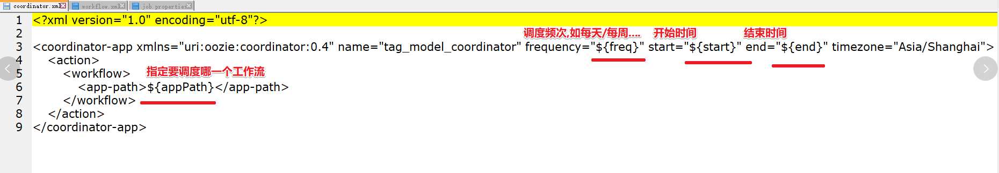 coordinator.xml workflow.xml job.properties
1 <?xml version="1.0" encoding="utf-8"?>
2
调度频次,如每天/每周.... 开始时间 结束时间
3 <coordinator-app xmlns="uri:oozie:coordinator:0.4" name="tag_model_coordinator" frequency="${freq}" start="${start}" end="${end}" timezone="Asia/Shanghai">
4 <action>
5 <workflow> 指定要调度哪一个工作流
6 <app-path>${appPath}</app-path>
7 </workflow>
8 </action>
9 </coordinator-app>